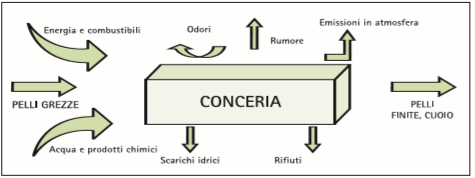 Energia e combustibili
Odori
Rumore
Emissioni in atmosfera
PELLI GREZZE
CONCERIA
PELLI
FINITE, CUOIO
Acqua e prodotti chimici
Scarichi idrici
Rifiuti